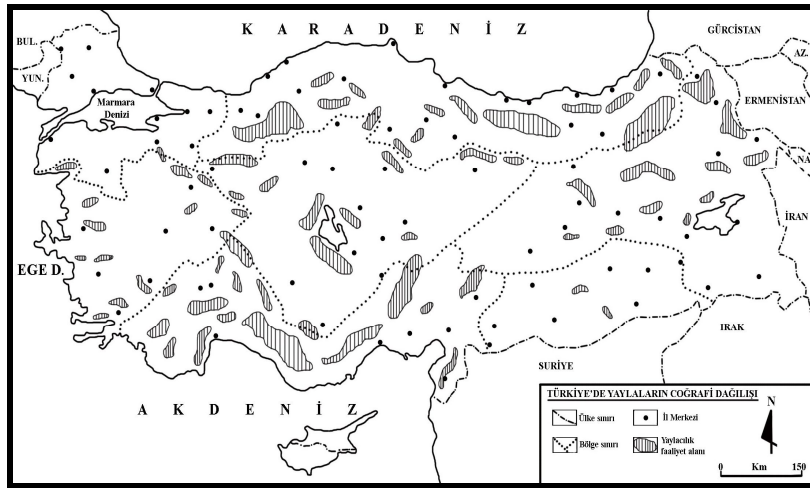 K A R A D E N İ Z
GÜRCİSTAN
BUL.
AZ.
YUN.
Marmara
Denizi
ERMENİSTAN
NA
İRAN
EGE D.
IRAK
SURİYE
A K D E N İ Z
TÜRKİYE'DE YAYLALARIN COĞRAFİ DAĞILIŞI
Ülke sınırı
İl Merkezi
Bölge sınırı
Yaylacılık
faaliyet alanı
N
0 Km 150